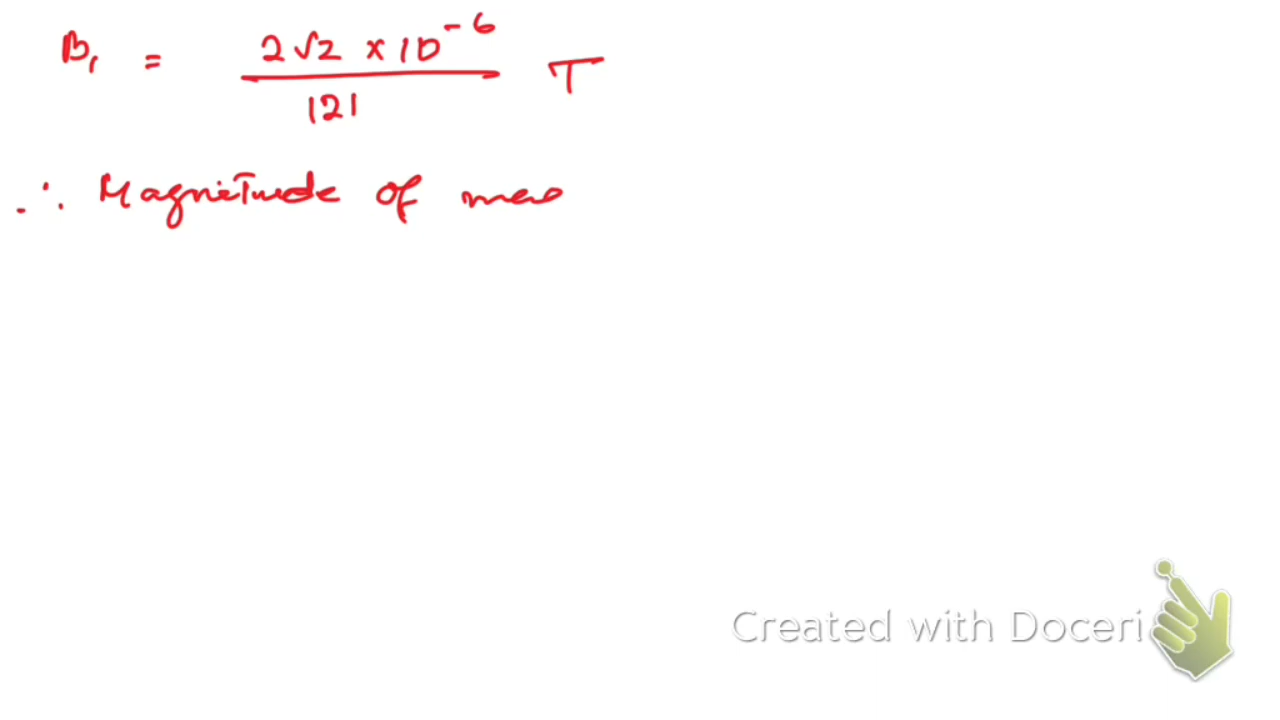 B₁ = 2√2 × 10⁻⁶ / 121 T
∴ Magnitude of
Created with Doceri